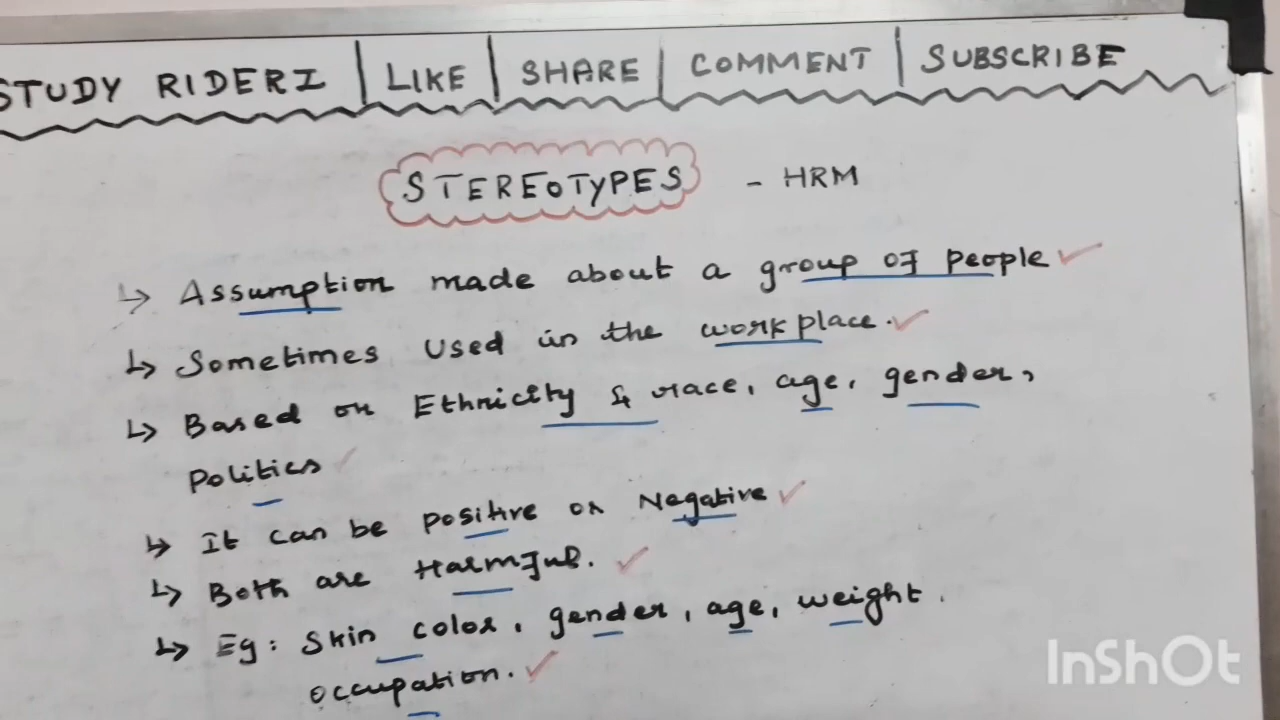 STUDY RIDERZ | LIKE | SHARE | COMMENT | SUBSCRIBE
STEREOTYPES - HRM
↳ Assumption made about a group of people ✓
↳ Sometimes used in the workplace. ✓
↳ Based on Ethnicity & race, age, gender,
Politics ✓
↳ It can be positive or Negative ✓
↳ Both are Harmful. ✓
↳ Eg: Skin color, gender, age, weight.
occupation. ✓
InShOt